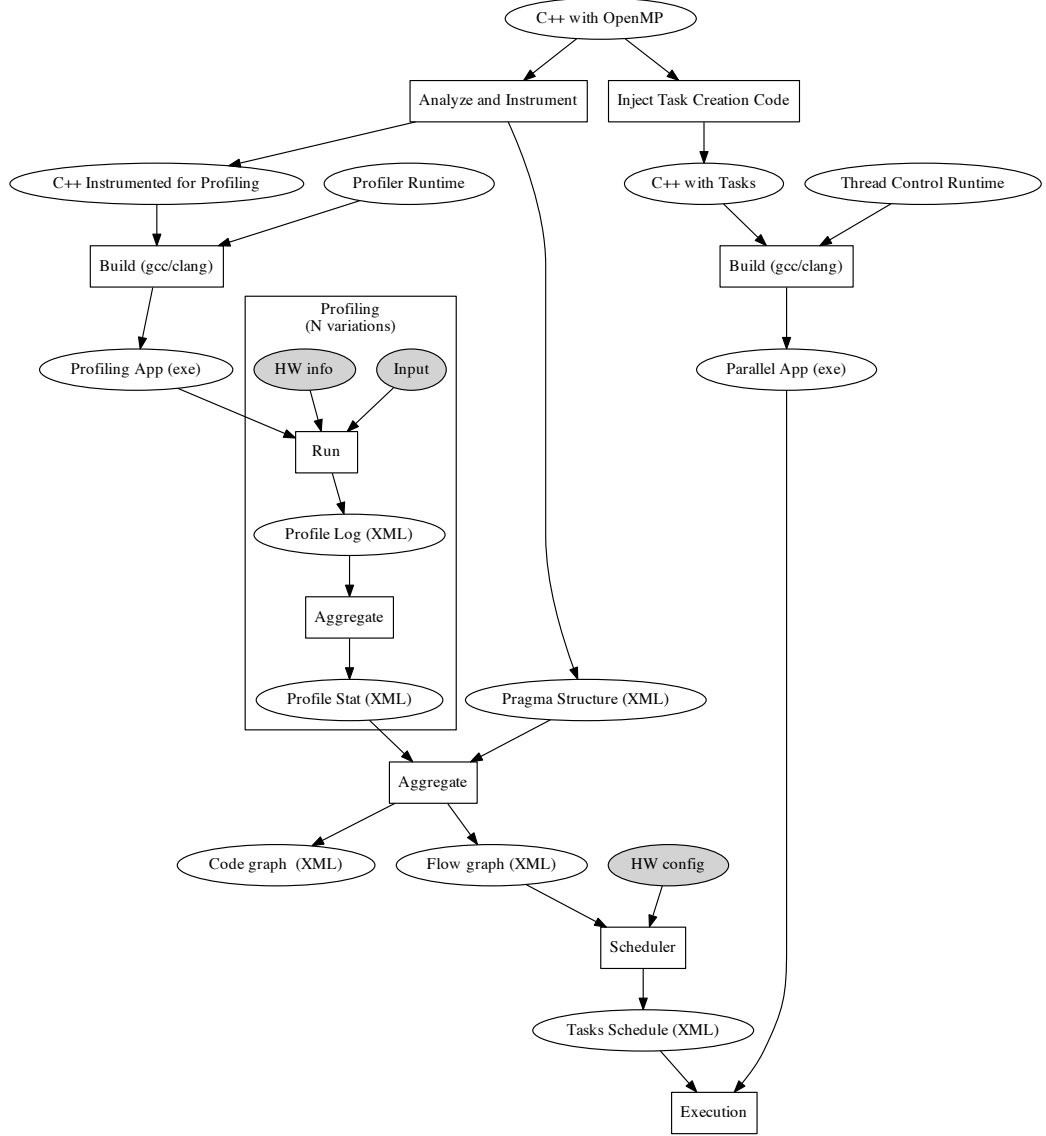 C++ with OpenMP
Analyze and Instrument
Inject Task Creation Code
C++ Instrumented for Profiling
Profiler Runtime
C++ with Tasks
Thread Control Runtime
Build (gcc/clang)
Build (gcc/clang)
Profiling
(N variations)
Profiling App (exe)
HW info
Input
Parallel App (exe)
Run
Profile Log (XML)
Aggregate
Profile Stat (XML)
Pragma Structure (XML)
Aggregate
Code graph  (XML)
Flow graph (XML)
HW config
Scheduler
Tasks Schedule (XML)
Execution